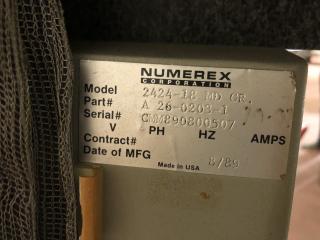 NUMEREX
CORPORATION
Model 2424-18 MD CR.
Part# A 26-0203-1
Serial# CMM890800507
V PH HZ AMPS
Contract#
Date of MFG 8/89
Made in USA